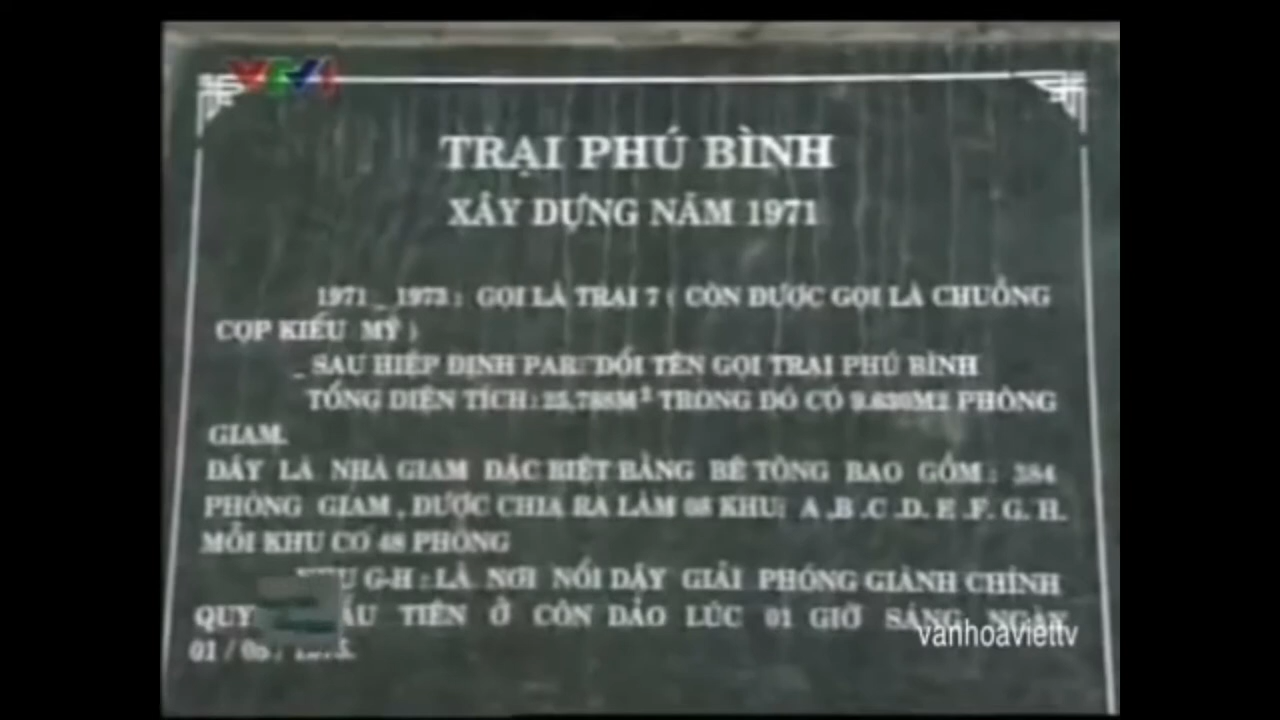 VTV4
TRẠI PHÚ BÌNH
XÂY DỰNG NĂM 1971
1971 _ 1973 : GỌI LÀ TRẠI 7 ( CÒN ĐƯỢC GỌI LÀ CHUỒNG
CỌP KIỂU MỸ )
_ SAU HIỆP ĐỊNH ĐỔI TÊN GỌI TRẠI PHÚ BÌNH
TỔNG DIỆN TÍCH : TRONG ĐÓ CÓ PHÒNG
GIAM.
ĐÂY LÀ NHÀ GIAM ĐẶC BIỆT BẰNG BÊ TÔNG BAO GỒM : 384
PHÒNG GIAM , ĐƯỢC CHIA RA LÀM 08 KHU: A .B .C .D. E .F. G. H.
MỖI KHU CÓ 48 PHÒNG
G-H : LÀ NƠI NỔI DẬY GIẢI PHÓNG GIÀNH CHÍNH
TIÊN Ở CÔN ĐẢO LÚC 01 GIỜ SÁNG NGÀY
vanhoaviettv